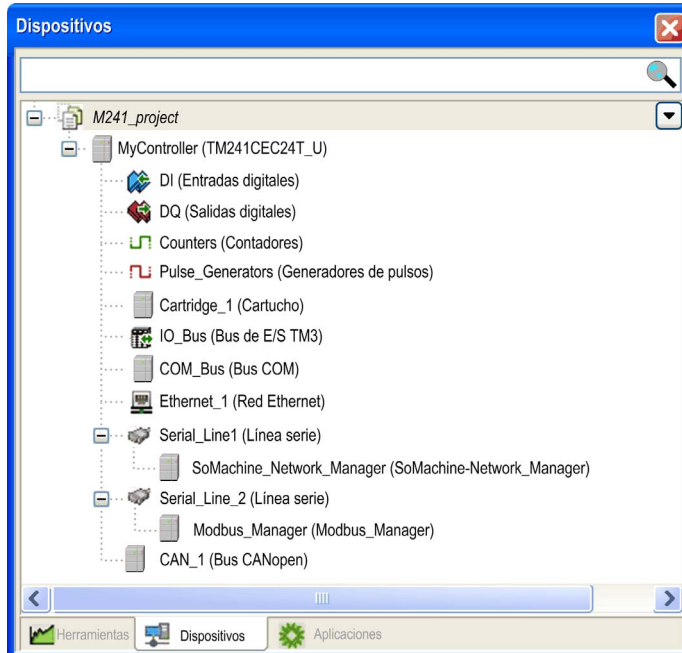 Dispositivos
M241_project
MyController (TM241CEC24T_U)
DI (Entradas digitales)
DQ (Salidas digitales)
Counters (Contadores)
Pulse_Generators (Generadores de pulsos)
Cartridge_1 (Cartucho)
IO_Bus (Bus de E/S TM3)
COM_Bus (Bus COM)
Ethernet_1 (Red Ethernet)
Serial_Line1 (Línea serie)
SoMachine_Network_Manager (SoMachine-Network_Manager)
Serial_Line_2 (Línea serie)
Modbus_Manager (Modbus_Manager)
CAN_1 (Bus CANopen)
Herramientas Dispositivos Aplicaciones